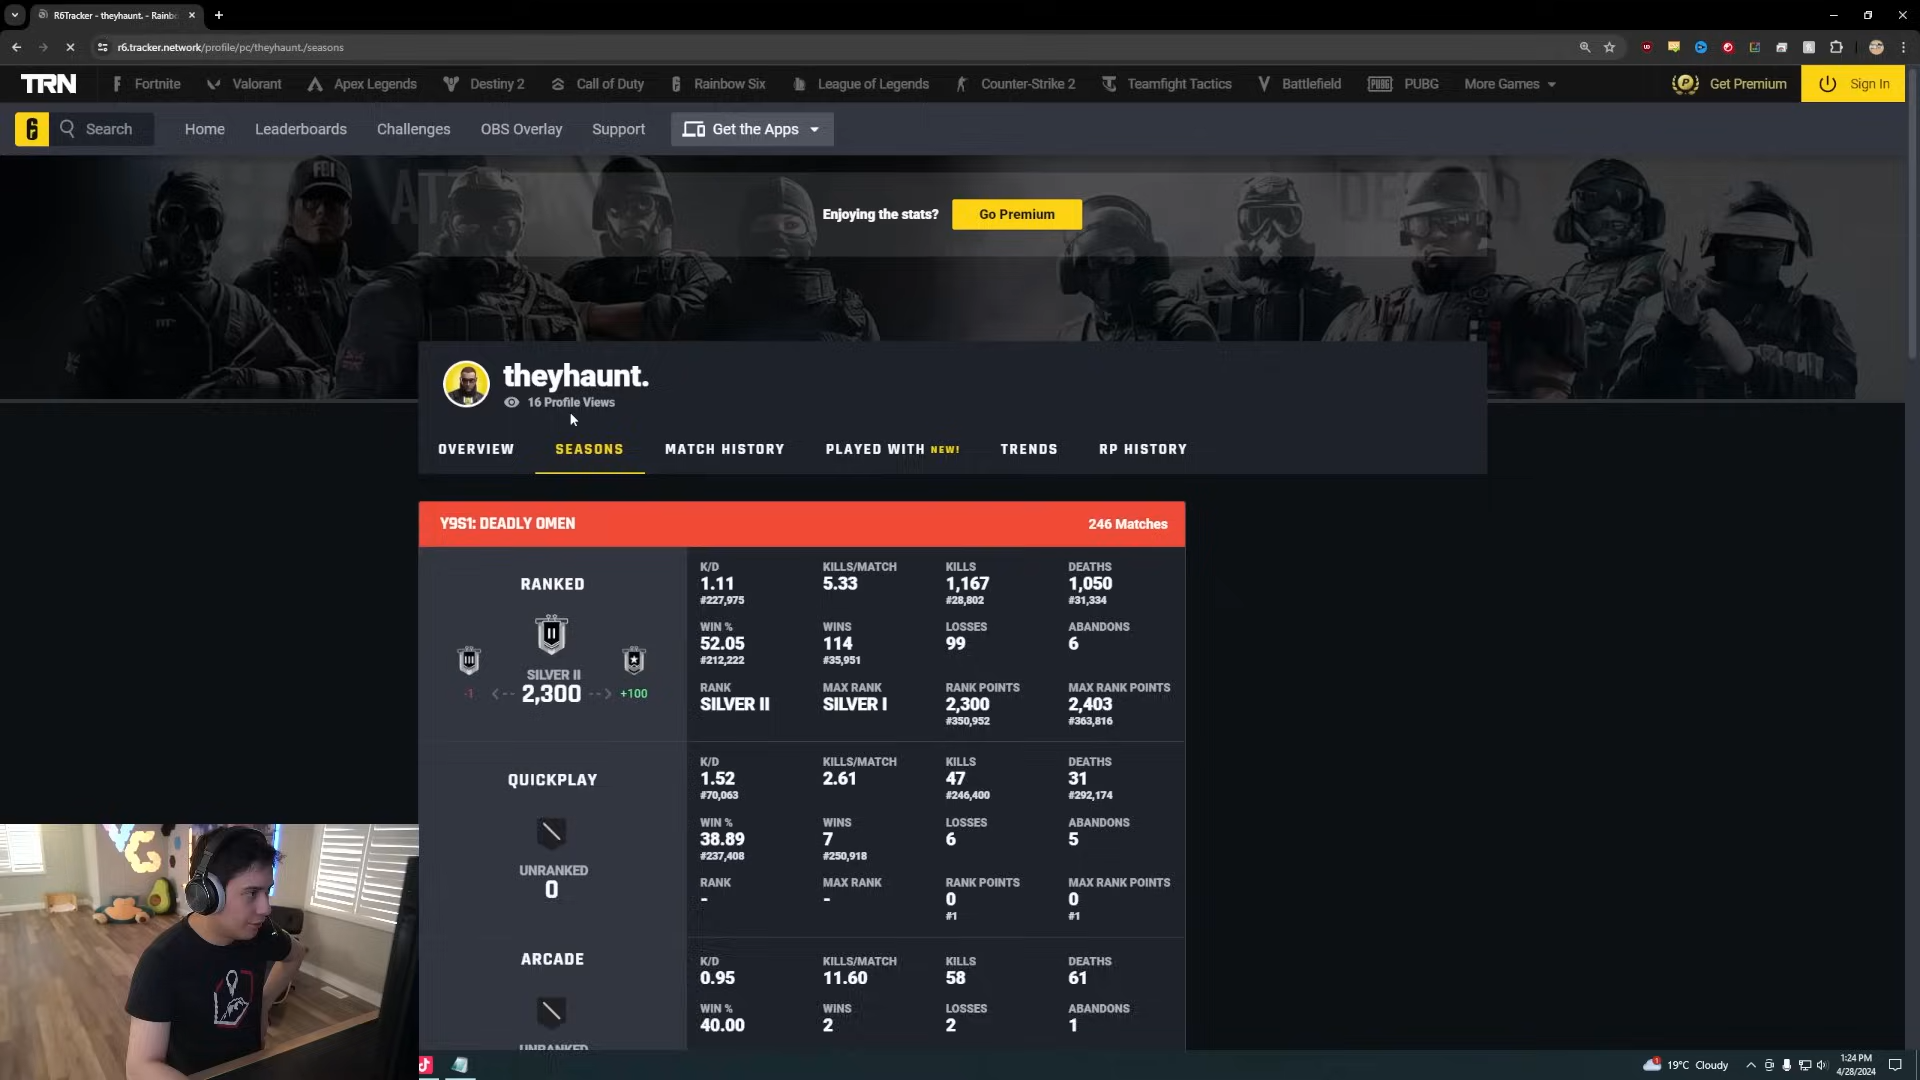 R6Tracker - theyhaunt. - Rainbo
r6.tracker.network/profile/pc/theyhaunt./seasons
TRN Fortnite Valorant Apex Legends Destiny 2 Call of Duty Rainbow Six League of Legends Counter-Strike 2 Teamfight Tactics Battlefield PUBG PUBG More Games Get Premium Sign In
6 Search Home Leaderboards Challenges OBS Overlay Support Get the Apps
FBI
Enjoying the stats? Go Premium
theyhaunt.
16 Profile Views
OVERVIEW SEASONS MATCH HISTORY PLAYED WITH NEW! TRENDS RP HISTORY
Y9S1: DEADLY OMEN 246 Matches
RANKED
II
III
SILVER II
-1 2,300 +100
K/D KILLS/MATCH KILLS DEATHS
1.11 5.33 1,167 1,050
#227,975 #28,802 #31,334
WIN % WINS LOSSES ABANDONS
52.05 114 99 6
#212,222 #35,951
RANK MAX RANK RANK POINTS MAX RANK POINTS
SILVER II SILVER I 2,300 2,403
#350,952 #363,816
QUICKPLAY
UNRANKED
0
K/D KILLS/MATCH KILLS DEATHS
1.52 2.61 47 31
#70,063 #246,400 #292,174
WIN % WINS LOSSES ABANDONS
38.89 7 6 5
#237,408 #250,918
RANK MAX RANK RANK POINTS MAX RANK POINTS
- - 0 0
#1 #1
ARCADE
UNRANKED
K/D KILLS/MATCH KILLS DEATHS
0.95 11.60 58 61
WIN % WINS LOSSES ABANDONS
40.00 2 2 1
19°C Cloudy
1:24 PM
4/28/2024